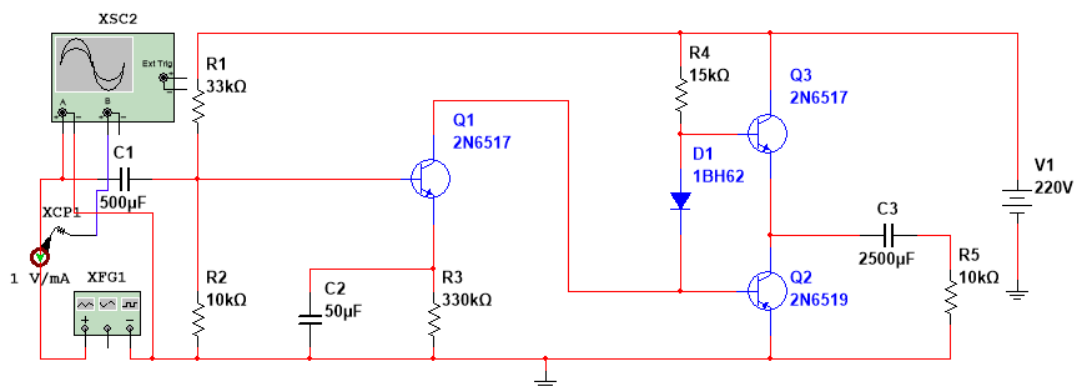 XSC2
Ext Trig
+
-
A
B
+ -
+ -
R1
33kΩ
C1
500µF
XCP1
1 V/mA
XFG1
+
-
R2
10kΩ
C2
50µF
R3
330kΩ
Q1
2N6517
R4
15kΩ
D1
1BH62
Q3
2N6517
Q2
2N6519
C3
2500µF
R5
10kΩ
V1
220V